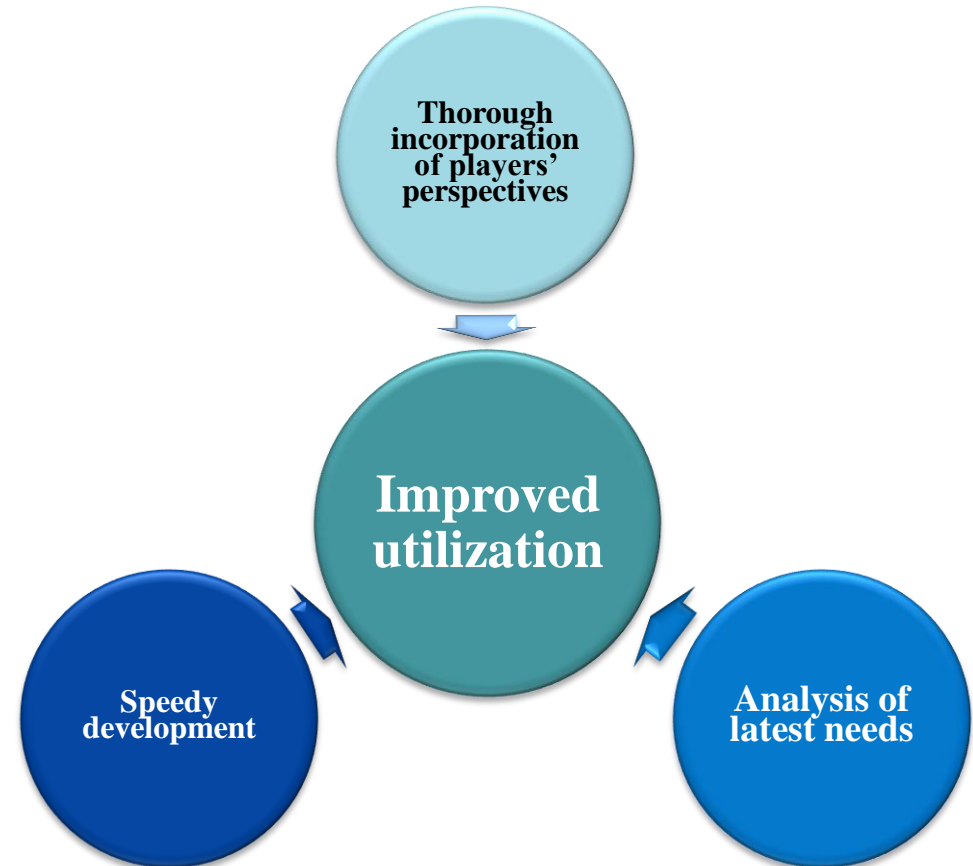 Thorough
incorporation
of players’
perspectives
Improved
utilization
Speedy
development
Analysis of
latest needs